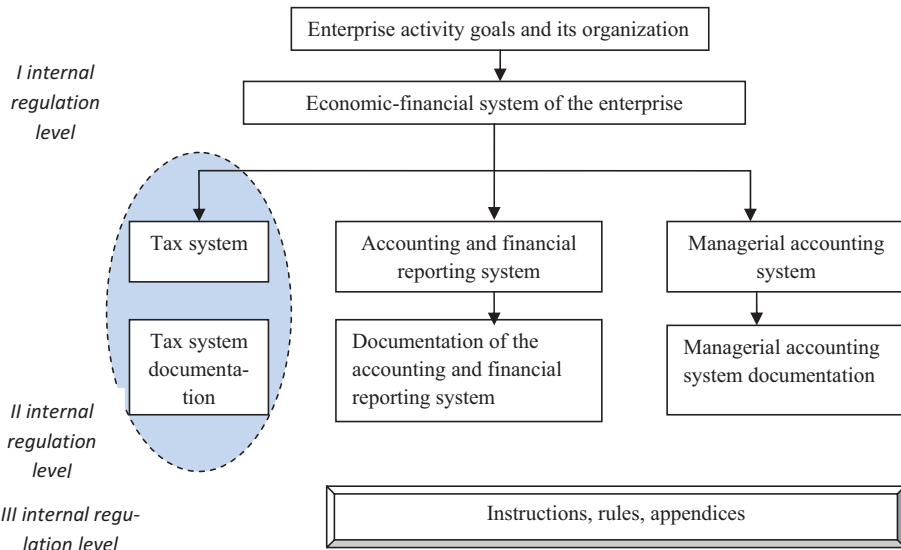 Enterprise activity goals and its organization
I internal
regulation
level
Economic-financial system of the enterprise
Tax system
Accounting and financial
reporting system
Managerial accounting
system
Tax system
documenta-
tion
Documentation of the
accounting and financial
reporting system
Managerial accounting
system documentation
II internal
regulation
level
III internal regu-
lation level
Instructions, rules, appendices